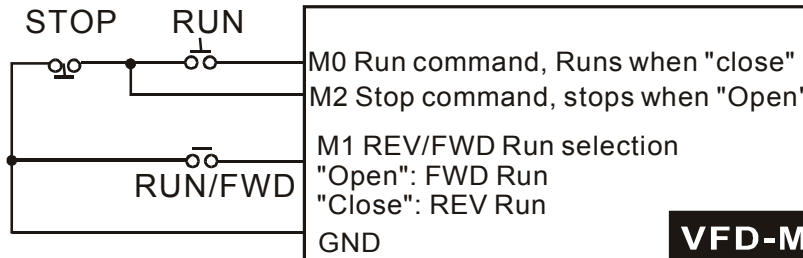 STOP RUN
M0 Run command, Runs when "close"
M2 Stop command, stops when "Open"
M1 REV/FWD Run selection
RUN/FWD
"Open": FWD Run
"Close": REV Run
GND
VFD-M